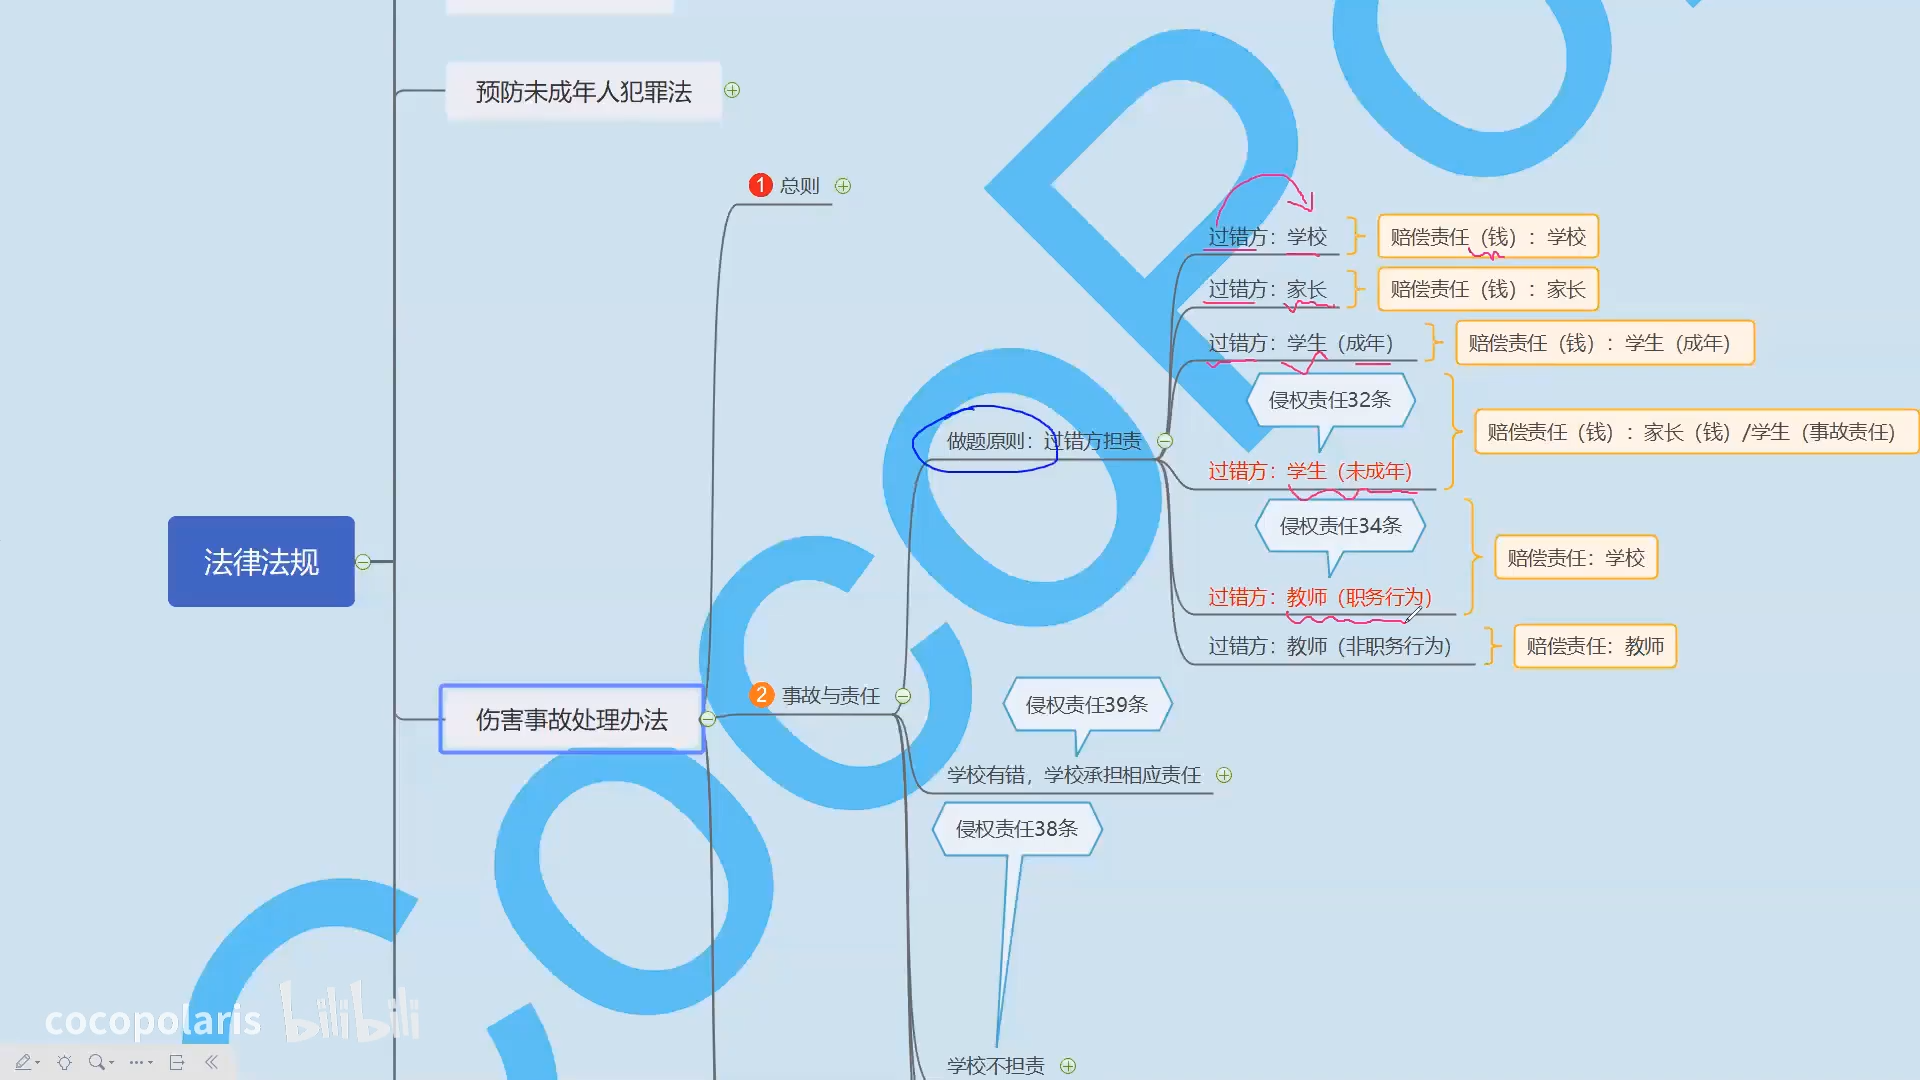 预防未成年人犯罪法
1 总则
过错方：学校
赔偿责任（钱）：学校
过错方：家长
赔偿责任（钱）：家长
过错方：学生（成年）
赔偿责任（钱）：学生（成年）
侵权责任32条
做题原则：过错方担责
赔偿责任（钱）：家长（钱）/学生（事故责任）
过错方：学生（未成年）
侵权责任34条
法律法规
赔偿责任：学校
过错方：教师（职务行为）
过错方：教师（非职务行为）
赔偿责任：教师
2 事故与责任
侵权责任39条
伤害事故处理办法
学校有错，学校承担相应责任
侵权责任38条
学校不担责
cocopolaris bilibili
COCOPO